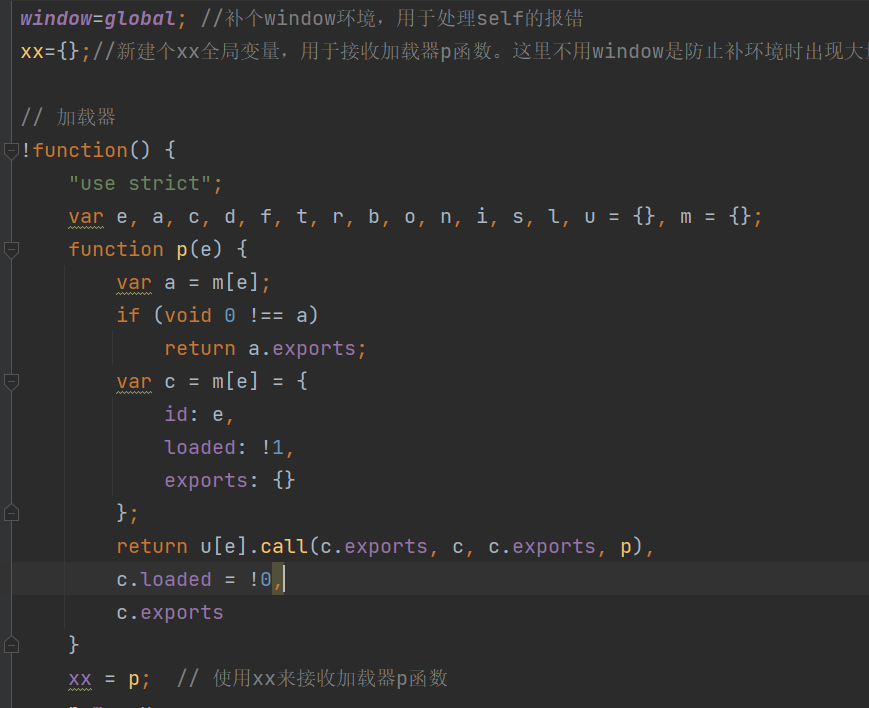 window=global; //补个window环境，用于处理self的报错
xx={};//新建个xx全局变量，用于接收加载器p函数。这里不用window是防止补环境时出现大
// 加载器
!function() {
    "use strict";
    var e, a, c, d, f, t, r, b, o, n, i, s, l, u = {}, m = {};
    function p(e) {
        var a = m[e];
        if (void 0 !== a)
            return a.exports;
        var c = m[e] = {
            id: e,
            loaded: !1,
            exports: {}
        };
        return u[e].call(c.exports, c, c.exports, p),
        c.loaded = !0,
        c.exports
    }
    xx = p;  // 使用xx来接收加载器p函数